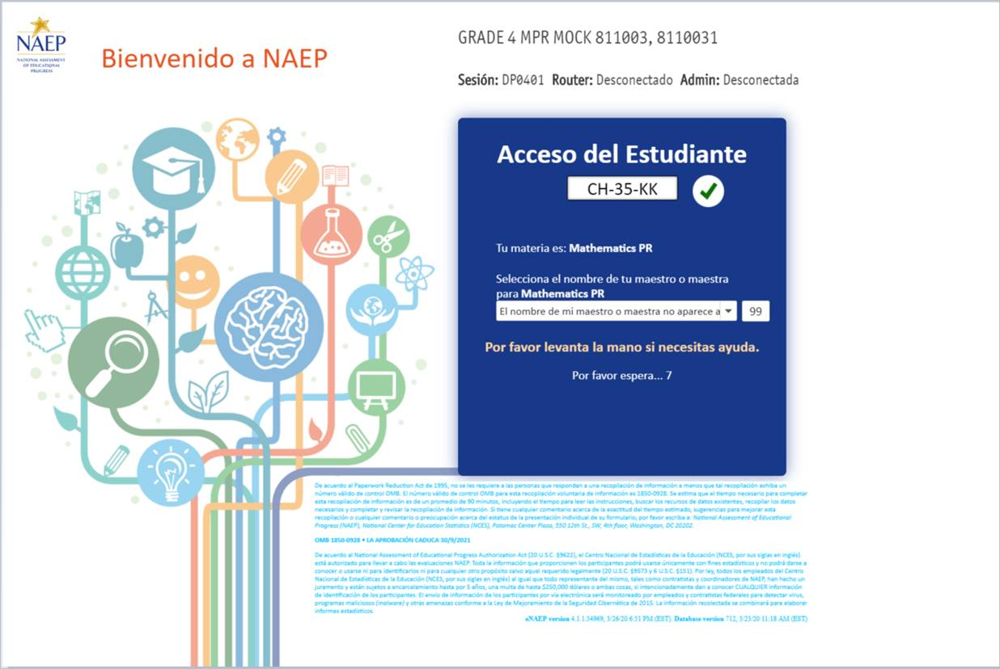 NAEP
NATIONAL ASSESSMENT
OF EDUCATIONAL
PROGRESS
Bienvenido a NAEP
GRADE 4 MPR MOCK 811003, 8110031
Sesión: DP0401 Router: Desconectado Admin: Desconectada
Acceso del Estudiante
CH-35-KK
Tu materia es: Mathematics PR
Selecciona el nombre de tu maestro o maestra
para Mathematics PR
El nombre de mi maestro o maestra no aparece a
99
Por favor levanta la mano si necesitas ayuda.
Por favor espera... 7
De acuerdo al Paperwork Reduction Act de 1995, no se les requiere a las personas que respondan a una recopilación de información a menos que tal recopilación exhiba un
número válido de control OMB. El número válido de control OMB para esta recopilación voluntaria de información es 1850-0928. Se estima que el tiempo necesario para completar
esta recopilación de información es de un promedio de 90 minutos, incluyendo el tiempo para leer las instrucciones, buscar los recursos de datos existentes, recopilar los datos
necesarios y completar y revisar la recopilación de información. Si tiene cualquier comentario acerca de la exactitud del tiempo estimado, sugerencias para mejorar esta
recopilación o cualquier comentario o preocupación acerca del estatus de la presentación individual de su formulario, por favor escriba a: National Assessment of Educational
Progress (NAEP), National Center for Education Statistics (NCES), Potomac Center Plaza, 550 12th St., SW, 4th floor, Washington, DC 20202.
OMB 1850-0928 • LA APROBACIÓN CADUCA 30/9/2021
De acuerdo al National Assessment of Educational Progress Authorization Act (20 U.S.C. §9622), el Centro Nacional de Estadísticas de la Educación (NCES, por sus siglas en inglés)
está autorizado para llevar a cabo las evaluaciones NAEP. Toda la información que proporcionen los participantes podrá usarse únicamente con fines estadísticos y no podrá darse a
conocer o usarse ni para identificarlos ni para cualquier otro propósito salvo aquel requerido legalmente (20 U.S.C. §9573 y 6 U.S.C. §151). Por ley, todos los empleados del Centro
Nacional de Estadísticas de la Educación (NCES, por sus siglas en inglés) al igual que todo representante del mismo, tales como contratistas y coordinadores de NAEP, han hecho un
juramento y están sujetos a encarcelamiento hasta por 5 años, una multa de hasta $250,000 dólares o ambas cosas, si intencionadamente dan a conocer CUALQUIER información
de identificación de los participantes. El envío de información de los participantes por vía electrónica será monitoreado por empleados y contratistas federales para detectar virus,
programas maliciosos (malware) y otras amenazas conforme a la Ley de Mejoramiento de la Seguridad Cibernética de 2015. La información recolectada se combinará para elaborar
informes estadísticos.
eNAEP version 4.1.1.34969, 3/26/20 6:51 PM (EST). Database version 712, 3/23/20 11:18 AM (EST)